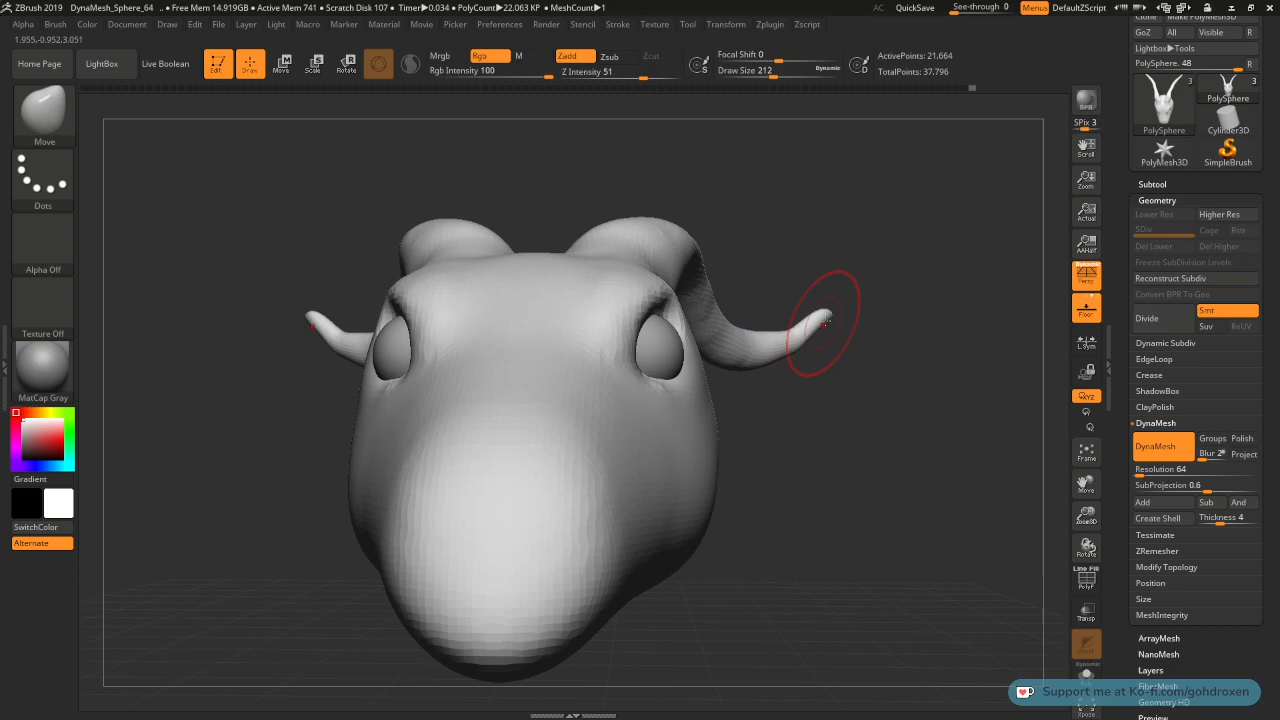 ZBrush 2019 DynaMesh_Sphere_64 • Free Mem 14.919GB • Active Mem 741 • Scratch Disk 107 • Timer▶0.034 • PolyCount▶22.063 KP • MeshCount▶1 AC QuickSave See-through 0 Menus DefaultZScript
Alpha Brush Color Document Draw Edit File Layer Light Macro Marker Material Movie Picker Preferences Render Stencil Stroke Texture Tool Transform Zplugin Zscript
1.955,-0.952,3.051
Home Page LightBox Live Boolean Edit Draw Move Scale Rotate
Mrgb Rgb M
Rgb Intensity 100
Zadd Zsub Zcut
Z Intensity 51
Focal Shift 0
Draw Size 212 Dynamic
ActivePoints: 21,664
TotalPoints: 37,796
Move
Dots
Alpha Off
Texture Off
MatCap Gray
Gradient
SwitchColor
Alternate
BPR
SPix 3
Scroll
Zoom
Actual
AAHalf
Dynamic
Persp
Floor
L.Sym
XYZ
Frame
Move
Zoom3D
Rotate
Line Fill
PolyF
Transp
Dynamic
Xpose
Clone Make PolyMesh3D
GoZ All Visible R
Lightbox▶Tools
PolySphere. 48 R
3 3
PolySphere PolySphere
Cylinder3D
PolyMesh3D SimpleBrush
Subtool
Geometry
Lower Res Higher Res
SDiv Cage Rstr
Del Lower Del Higher
Freeze SubDivision Levels
Reconstruct Subdiv
Convert BPR To Geo
Divide Smt
Suv ReUV
Dynamic Subdiv
EdgeLoop
Crease
ShadowBox
ClayPolish
DynaMesh
DynaMesh Groups Polish
Blur 2 Project
Resolution 64
SubProjection 0.6
Add Sub And
Create Shell Thickness 4
Tessimate
ZRemesher
Modify Topology
Position
Size
MeshIntegrity
ArrayMesh
NanoMesh
Layers
FiberMesh
Geometry HD
Preview
Support me at Ko-fi.com/gohdroxen